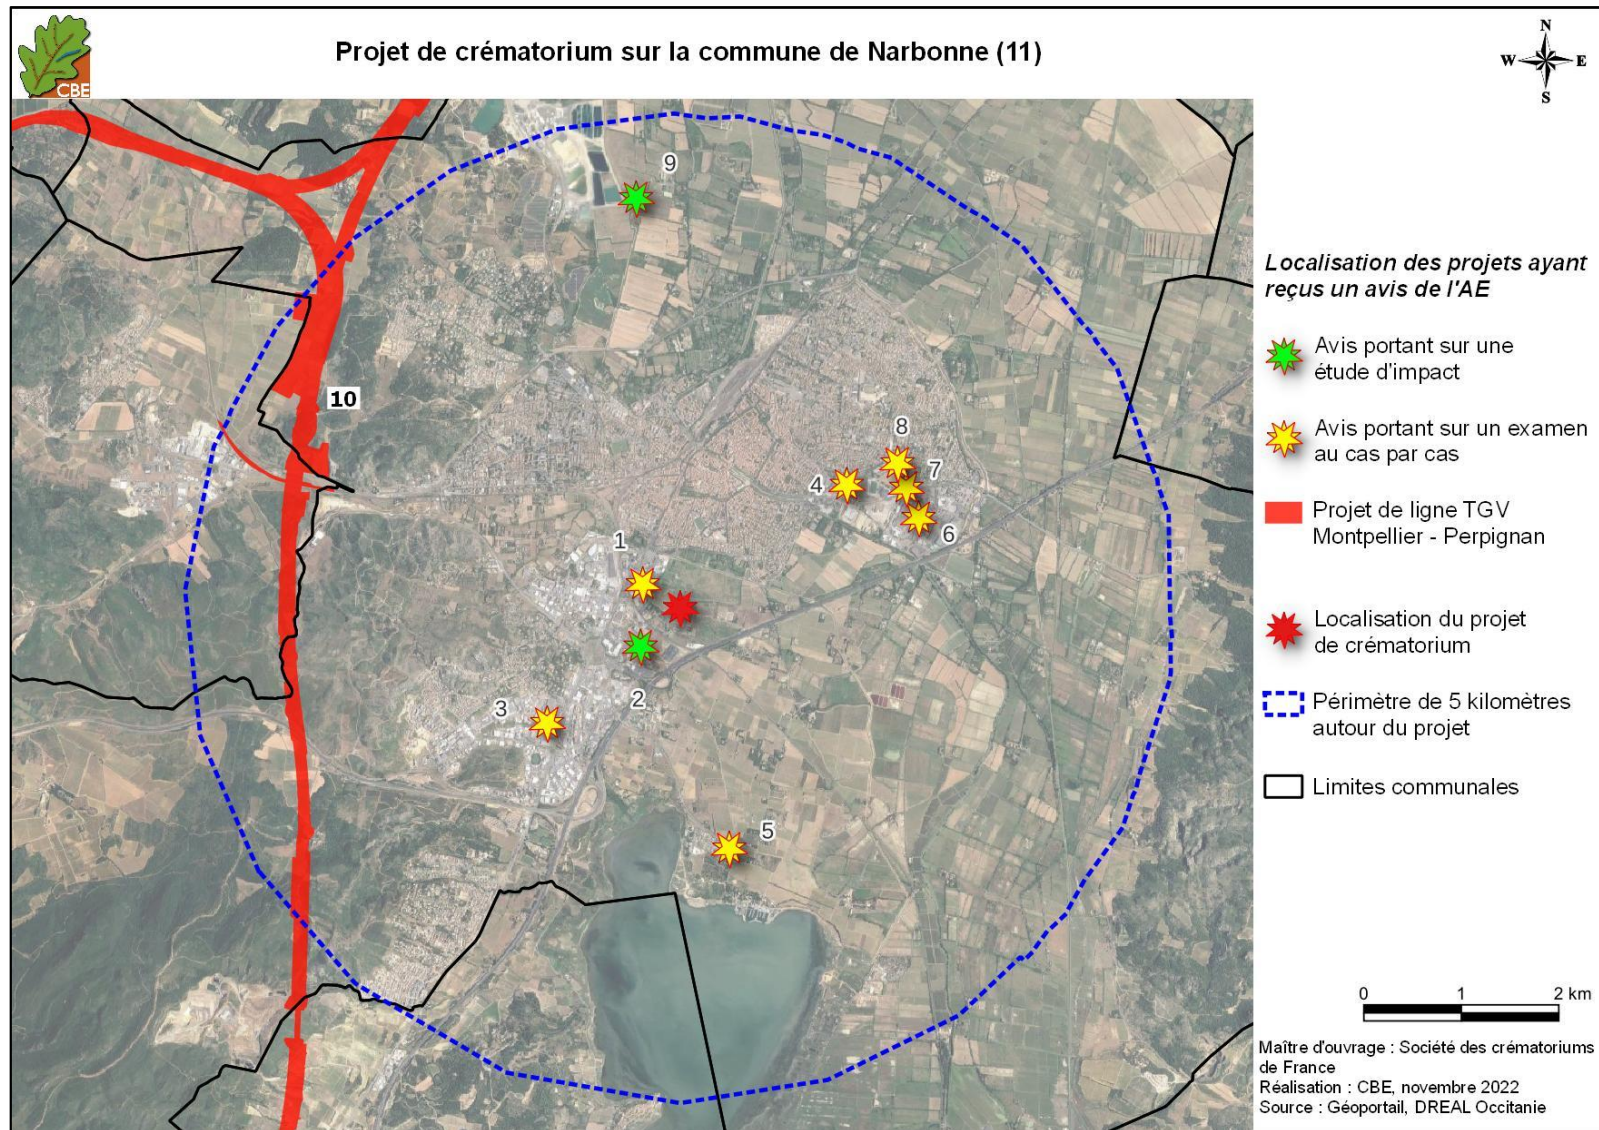 Projet de crématorium sur la commune de Narbonne (11)
CBE
N
W
E
S
9
10
8
7
4
6
1
2
3
5
Localisation des projets ayant
reçus un avis de l'AE
Avis portant sur une
étude d'impact
Avis portant sur un examen
au cas par cas
Projet de ligne TGV
Montpellier - Perpignan
Localisation du projet
de crématorium
Périmètre de 5 kilomètres
autour du projet
Limites communales
0 1 2 km
Maître d'ouvrage : Société des crématoriums
de France
Réalisation : CBE, novembre 2022
Source : Géoportail, DREAL Occitanie